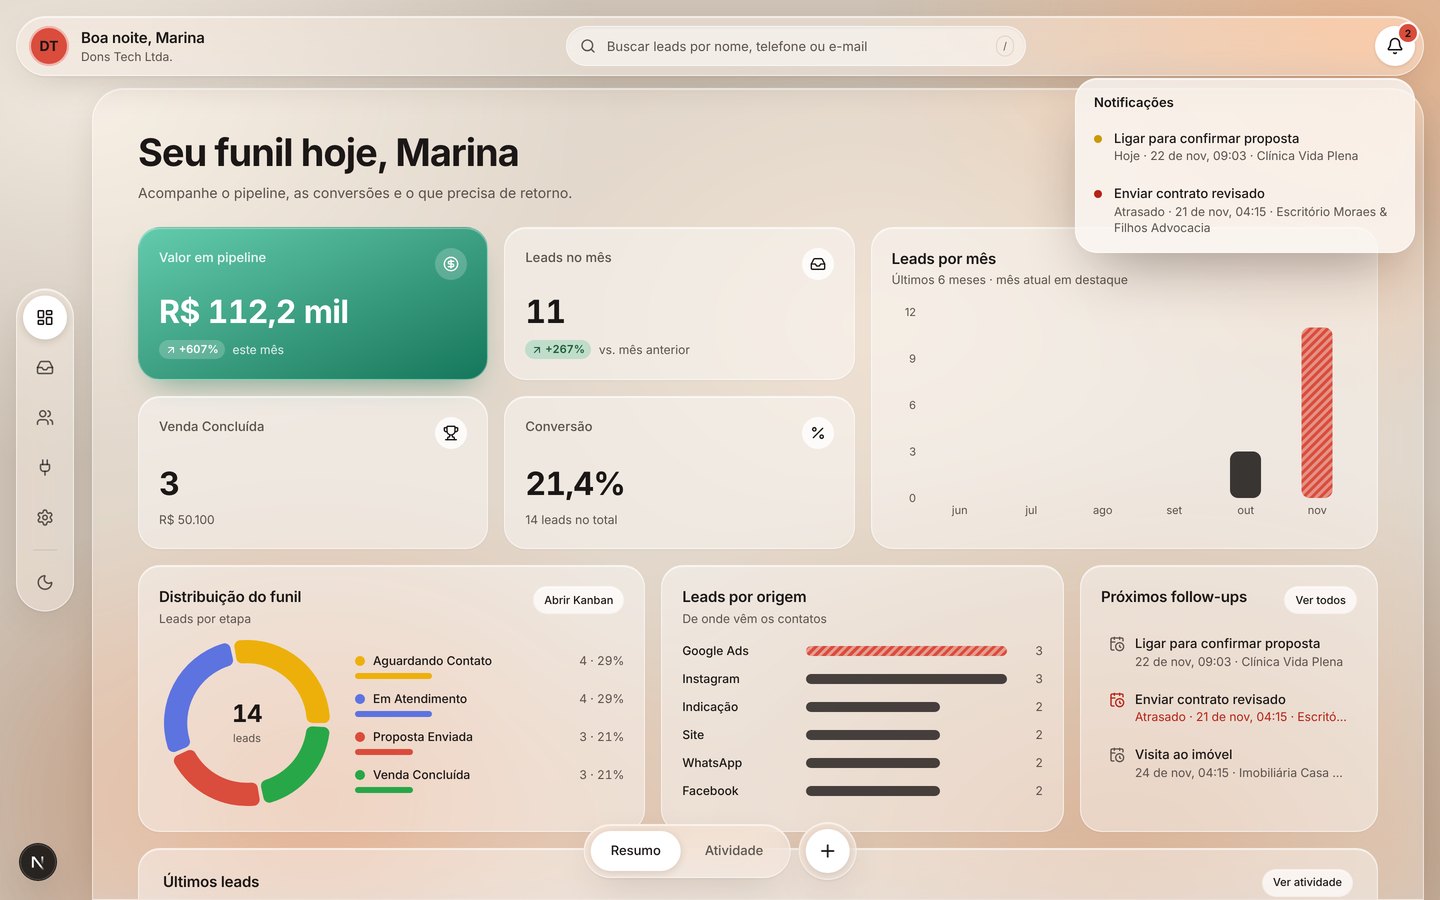 DT
Boa noite, Marina
Dons Tech Ltda.
Buscar leads por nome, telefone ou e-mail
/
2
Notificações
Ligar para confirmar proposta
Hoje · 22 de nov, 09:03 · Clínica Vida Plena
Enviar contrato revisado
Atrasado · 21 de nov, 04:15 · Escritório Moraes &
Filhos Advocacia
Seu funil hoje, Marina
Acompanhe o pipeline, as conversões e o que precisa de retorno.
Valor em pipeline
R$ 112,2 mil
+607% este mês
Leads no mês
11
+267% vs. mês anterior
Venda Concluída
3
R$ 50.100
Conversão
21,4%
14 leads no total
Leads por mês
Últimos 6 meses · mês atual em destaque
12
9
6
3
0
jun jul ago set out nov
Distribuição do funil
Leads por etapa
Abrir Kanban
14
leads
Aguardando Contato 4 · 29%
Em Atendimento 4 · 29%
Proposta Enviada 3 · 21%
Venda Concluída 3 · 21%
Leads por origem
De onde vêm os contatos
Google Ads 3
Instagram 3
Indicação 2
Site 2
WhatsApp 2
Facebook 2
Próximos follow-ups
Ver todos
Ligar para confirmar proposta
22 de nov, 09:03 · Clínica Vida Plena
Enviar contrato revisado
Atrasado · 21 de nov, 04:15 · Escritó...
Visita ao imóvel
24 de nov, 04:15 · Imobiliária Casa ...
Resumo
Atividade
N
Últimos leads
Ver atividade